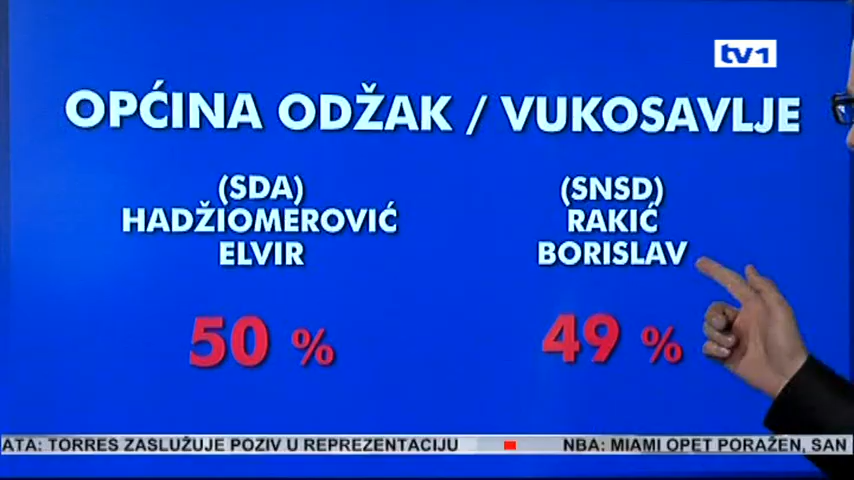 tv1
OPĆINA ODŽAK / VUKOSAVLJE
(SDA)
HADŽIOMEROVIĆ
ELVIR
50 %
(SNSD)
RAKIĆ
BORISLAV
49 %
ATA: TORRES ZASLUŽUJE POZIV U REPREZENTACIJU
NBA: MIAMI OPET PORAŽEN, SAN